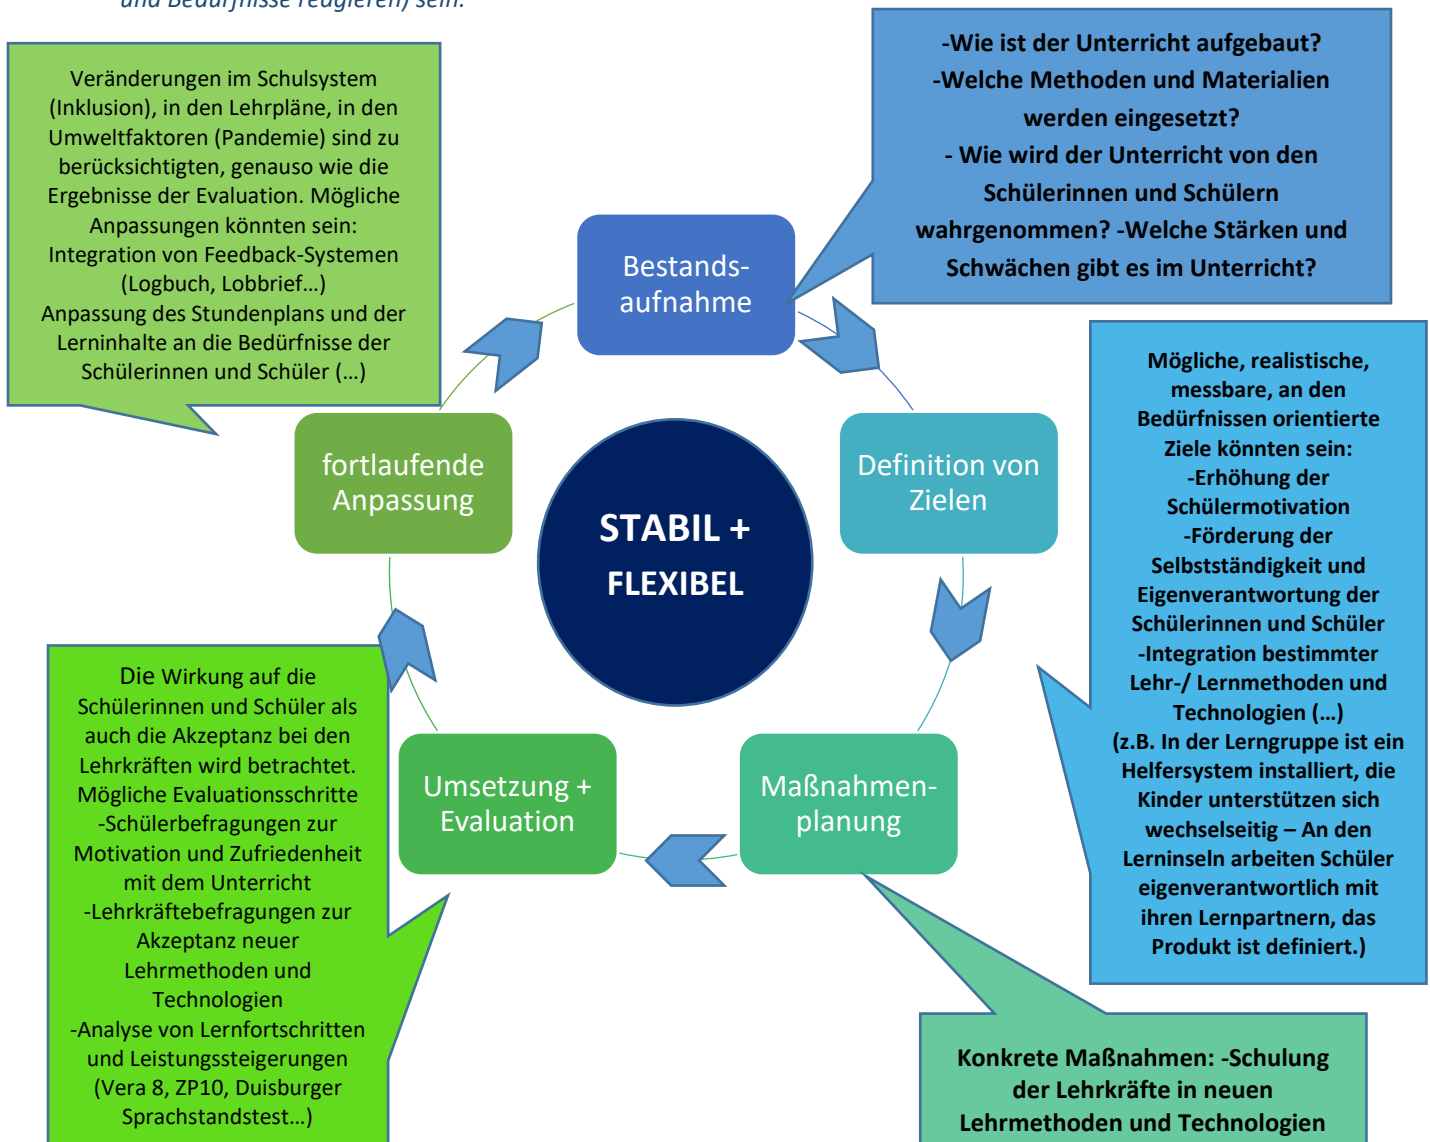 und Bedürfnisse reagieren) sein.
-Wie ist der Unterricht aufgebaut?
-Welche Methoden und Materialien
werden eingesetzt?
- Wie wird der Unterricht von den
Schülerinnen und Schülern
wahrgenommen? -Welche Stärken und
Schwächen gibt es im Unterricht?
Veränderungen im Schulsystem
(Inklusion), in den Lehrpläne, in den
Umweltfaktoren (Pandemie) sind zu
berücksichtigten, genauso wie die
Ergebnisse der Evaluation. Mögliche
Anpassungen könnten sein:
Integration von Feedback-Systemen
(Logbuch, Lobbrief…)
Anpassung des Stundenplans und der
Lerninhalte an die Bedürfnisse der
Schülerinnen und Schüler (…)
Bestands-
aufnahme
Mögliche, realistische,
messbare, an den
Bedürfnissen orientierte
Ziele könnten sein:
-Erhöhung der
Schülermotivation
-Förderung der
Selbstständigkeit und
Eigenverantwortung der
Schülerinnen und Schüler
-Integration bestimmter
Lehr-/ Lernmethoden und
Technologien (…)
(z.B. In der Lerngruppe ist ein
Helfersystem installiert, die
Kinder unterstützen sich
wechselseitig – An den
Lerninseln arbeiten Schüler
eigenverantwortlich mit
ihren Lernpartnern, das
Produkt ist definiert.)
fortlaufende
Anpassung
Definition von
Zielen
STABIL +
FLEXIBEL
Die Wirkung auf die
Schülerinnen und Schüler als
auch die Akzeptanz bei den
Lehrkräften wird betrachtet.
Mögliche Evaluationsschritte
-Schülerbefragungen zur
Motivation und Zufriedenheit
mit dem Unterricht
-Lehrkräftebefragungen zur
Akzeptanz neuer
Lehrmethoden und
Technologien
-Analyse von Lernfortschritten
und Leistungssteigerungen
(Vera 8, ZP10, Duisburger
Sprachstandstest…)
Umsetzung +
Evaluation
Maßnahmen-
planung
Konkrete Maßnahmen: -Schulung
der Lehrkräfte in neuen
Lehrmethoden und Technologien